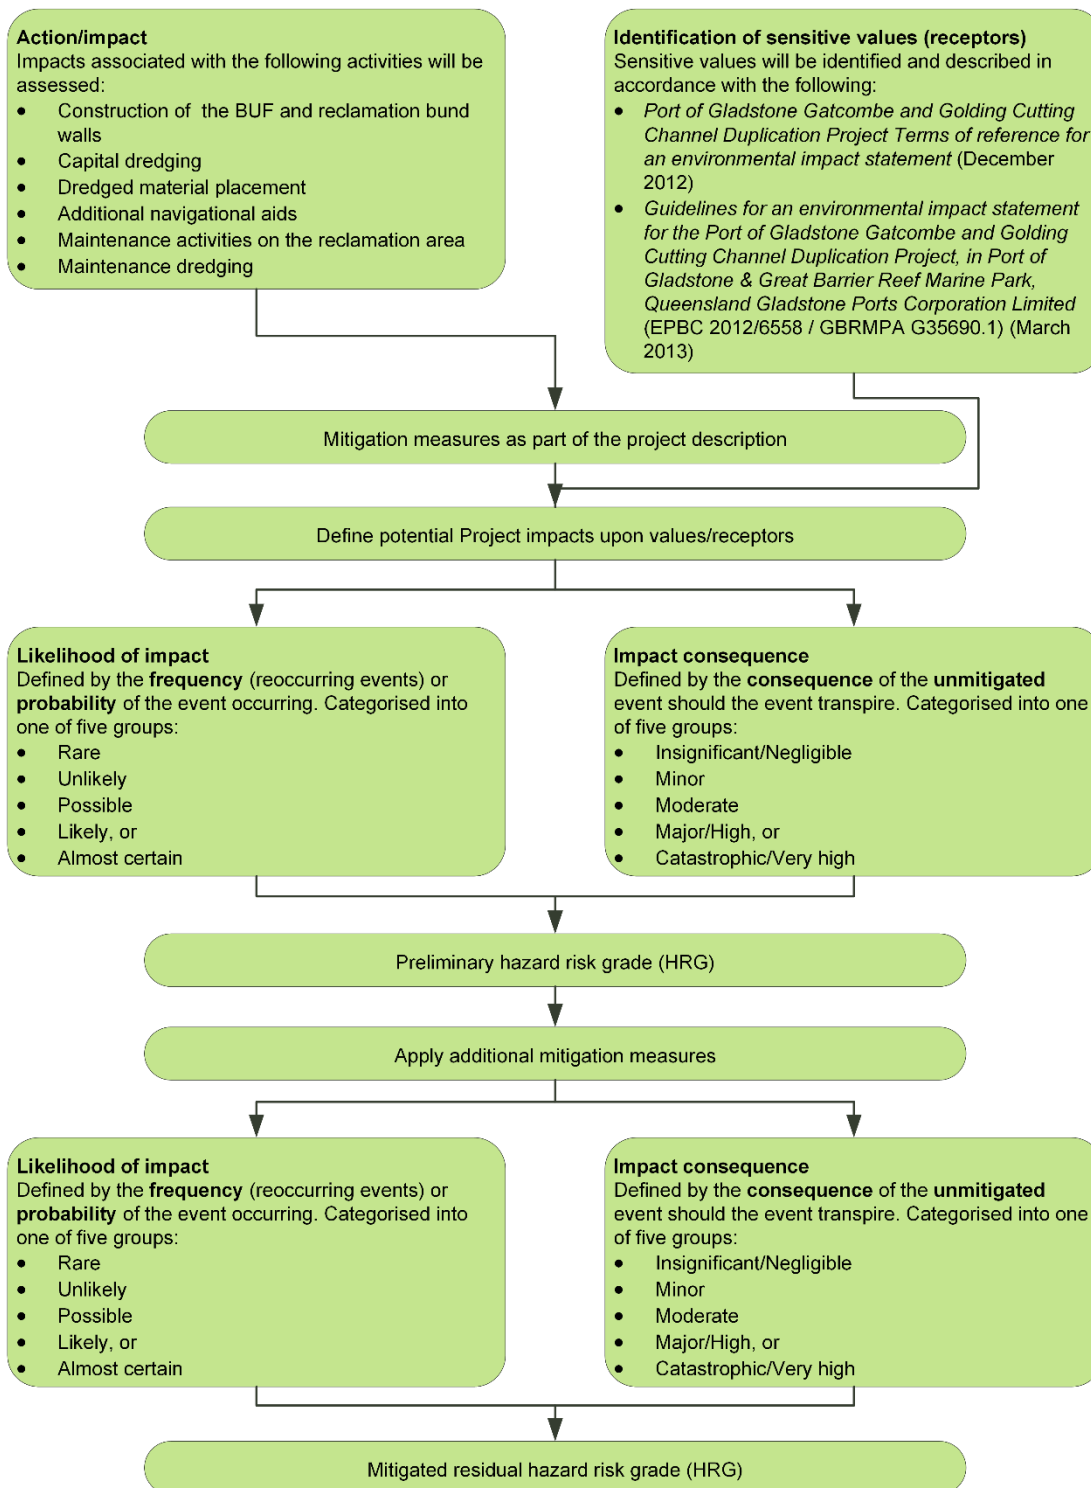 Action/impact
Impacts associated with the following activities will be
assessed:
• Construction of the BUF and reclamation bund
walls
• Capital dredging
• Dredged material placement
• Additional navigational aids
• Maintenance activities on the reclamation area
• Maintenance dredging
Identification of sensitive values (receptors)
Sensitive values will be identified and described in
accordance with the following:
• Port of Gladstone Gatcombe and Golding Cutting
Channel Duplication Project Terms of reference for
an environmental impact statement (December
2012)
• Guidelines for an environmental impact statement
for the Port of Gladstone Gatcombe and Golding
Cutting Channel Duplication Project, in Port of
Gladstone & Great Barrier Reef Marine Park,
Queensland Gladstone Ports Corporation Limited
(EPBC 2012/6558 / GBRMPA G35690.1) (March
2013)
Mitigation measures as part of the project description
Define potential Project impacts upon values/receptors
Likelihood of impact
Defined by the frequency (reoccurring events) or
probability of the event occurring. Categorised into
one of five groups:
• Rare
• Unlikely
• Possible
• Likely, or
• Almost certain
Impact consequence
Defined by the consequence of the unmitigated
event should the event transpire. Categorised into one
of five groups:
• Insignificant/Negligible
• Minor
• Moderate
• Major/High, or
• Catastrophic/Very high
Preliminary hazard risk grade (HRG)
Apply additional mitigation measures
Likelihood of impact
Defined by the frequency (reoccurring events) or
probability of the event occurring. Categorised into
one of five groups:
• Rare
• Unlikely
• Possible
• Likely, or
• Almost certain
Impact consequence
Defined by the consequence of the unmitigated
event should the event transpire. Categorised into one
of five groups:
• Insignificant/Negligible
• Minor
• Moderate
• Major/High, or
• Catastrophic/Very high
Mitigated residual hazard risk grade (HRG)